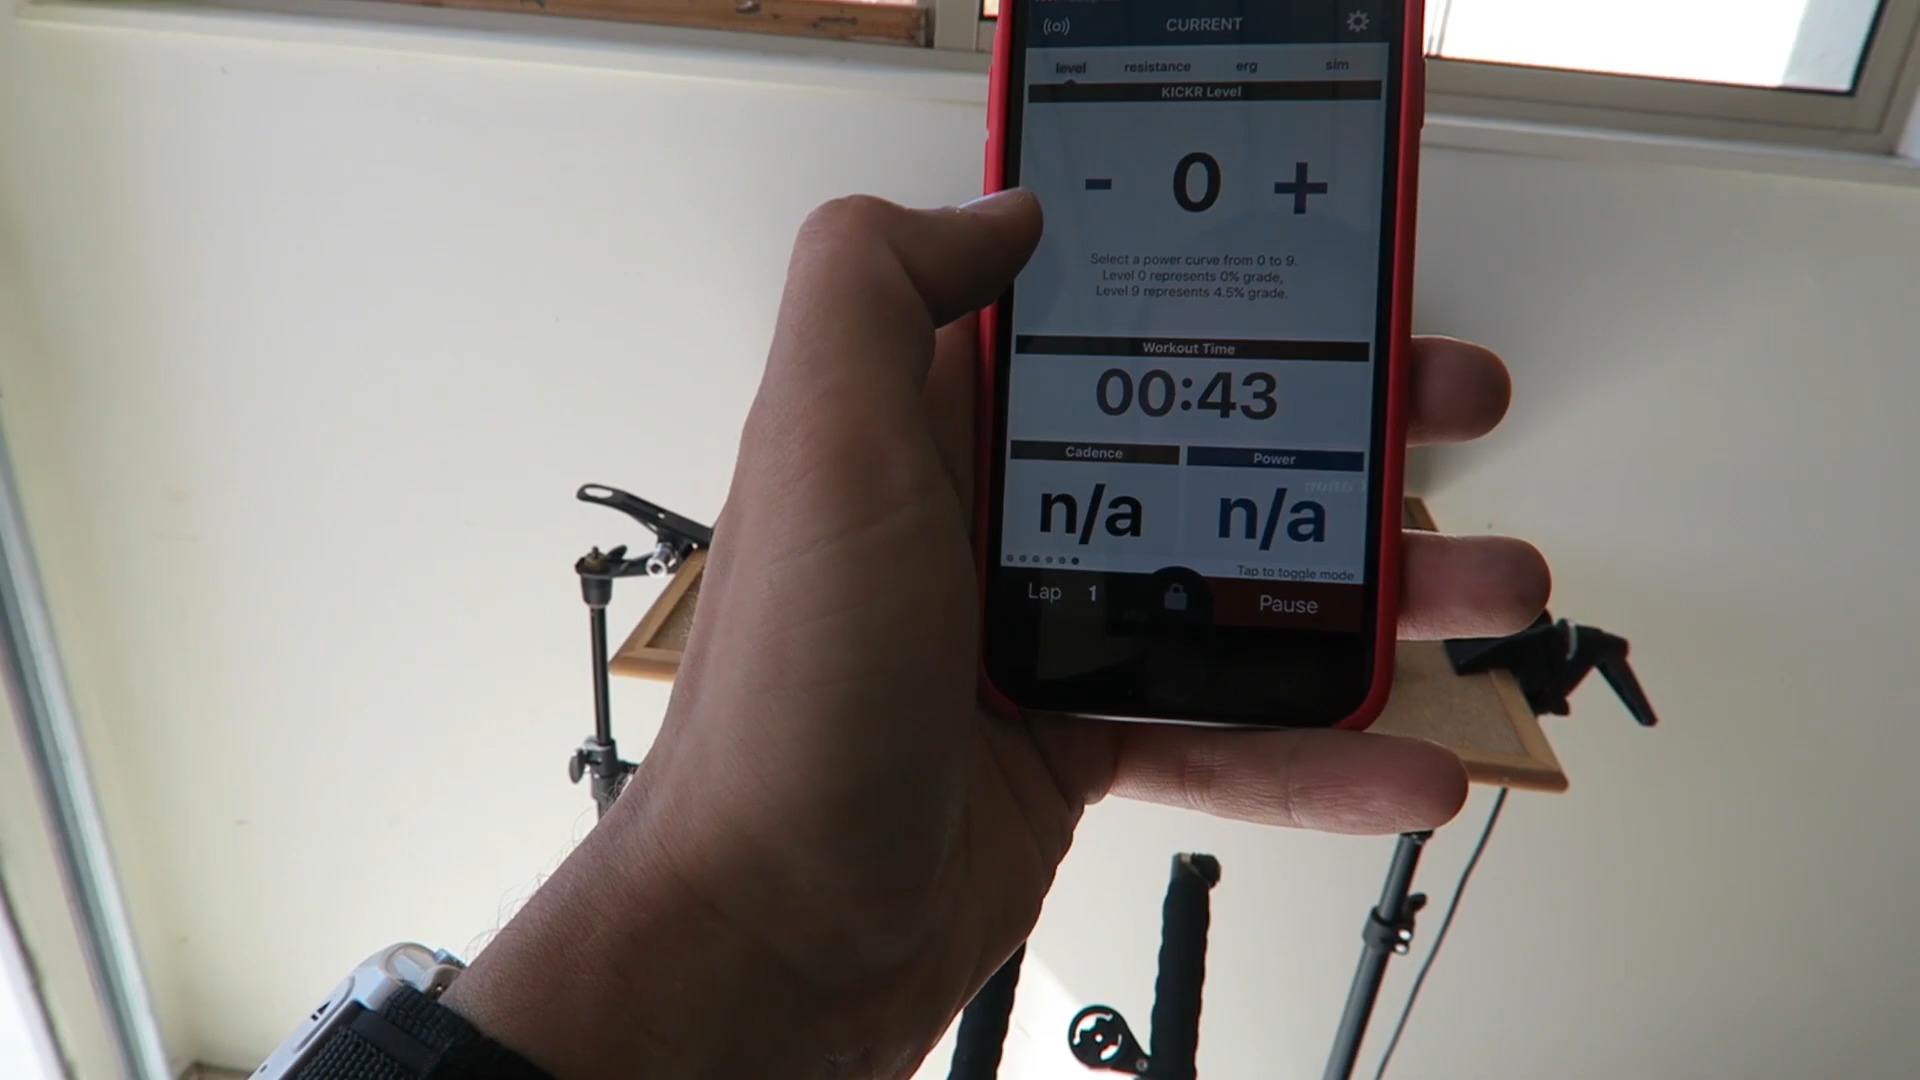 CURRENT
level resistance erg sim
KICKR Level
- 0 +
Select a power curve from 0 to 9.
Level 0 represents 0% grade,
Level 9 represents 4.5% grade.
Workout Time
00:43
Cadence Power
n/a n/a
Tap to toggle mode
Lap 1 Pause